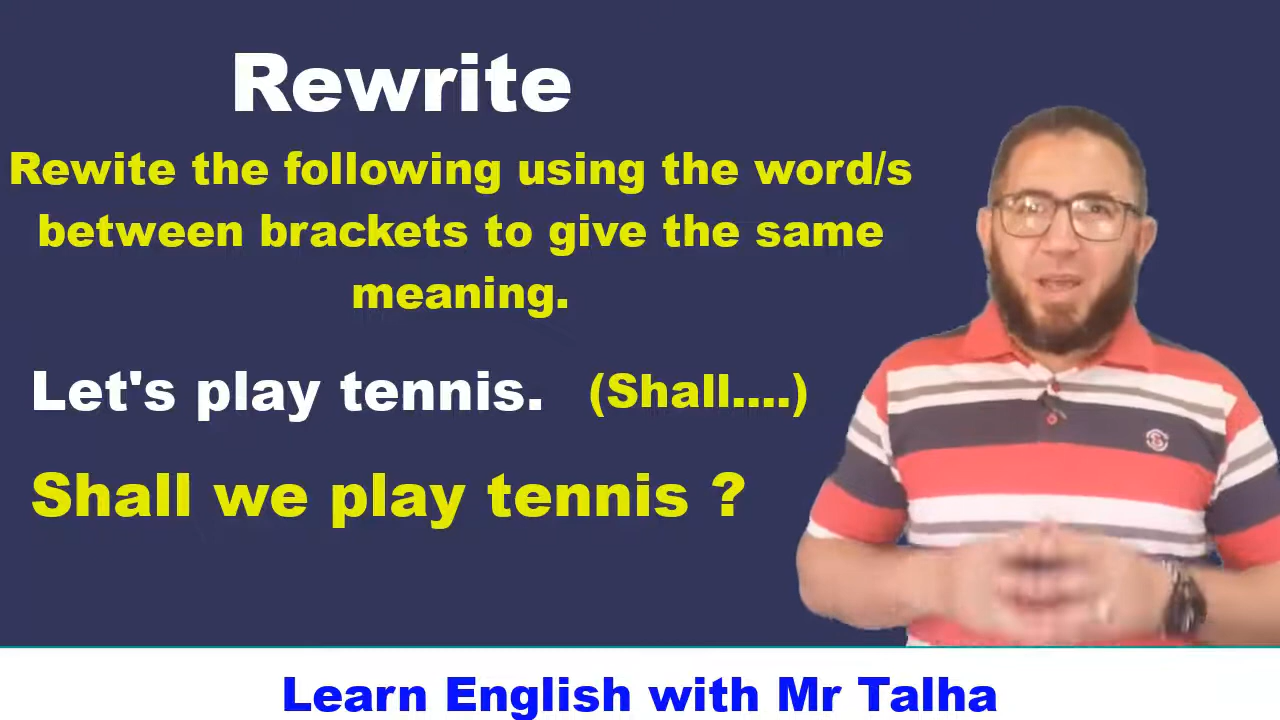 Rewrite
Rewite the following using the word/s
between brackets to give the same
meaning.
Let's play tennis. (Shall....)
Shall we play tennis ?
Learn English with Mr Talha